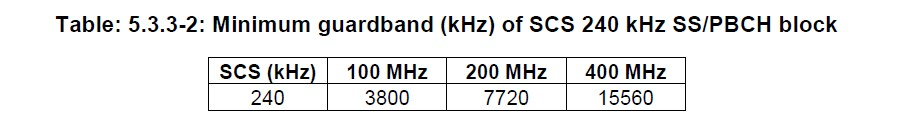 Table: 5.3.3-2: Minimum guardband (kHz) of SCS 240 kHz SS/PBCH block
SCS (kHz) 100 MHz 200 MHz 400 MHz
240 3800 7720 15560